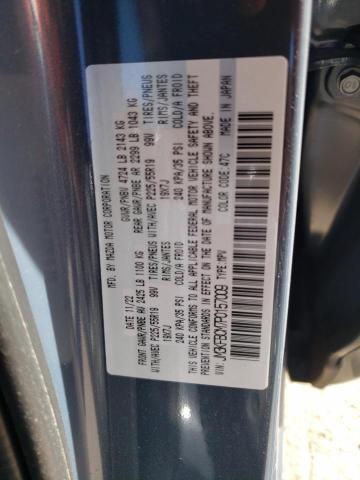 MFD. BY MAZDA MOTOR CORPORATION
DATE 11/22 GVWR/PNBV 4724 LB 2143 KG
FRONT GAWR/PNBE AV 2425 LB 1100 KG REAR GAWR/PNBE AR 2299 LB 1043 KG
WITH/AVEC P225/55R19 99V TIRES/PNEUS WITH/AVEC P225/55R19 99V TIRES/PNEUS
19X7J RIMS/JANTES 19X7J RIMS/JANTES
240 KPA/35 PSI COLD/A FROID 240 KPA/35 PSI COLD/A FROID
THIS VEHICLE CONFORMS TO ALL APPLICABLE FEDERAL MOTOR VEHICLE SAFETY AND THEFT
PREVENTION STANDARDS IN EFFECT ON THE DATE OF MANUFACTURE SHOWN ABOVE.
TYPE:MPV COLOR CODE: 47C MADE IN JAPAN